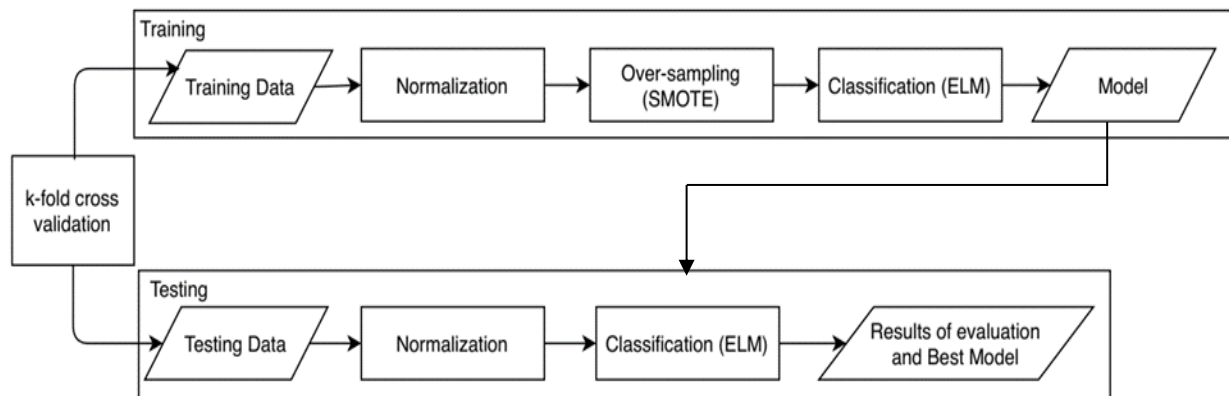 Training
Training Data
Normalization
Over-sampling
(SMOTE)
Classification (ELM)
Model
k-fold cross
validation
Testing
Testing Data
Normalization
Classification (ELM)
Results of evaluation
and Best Model